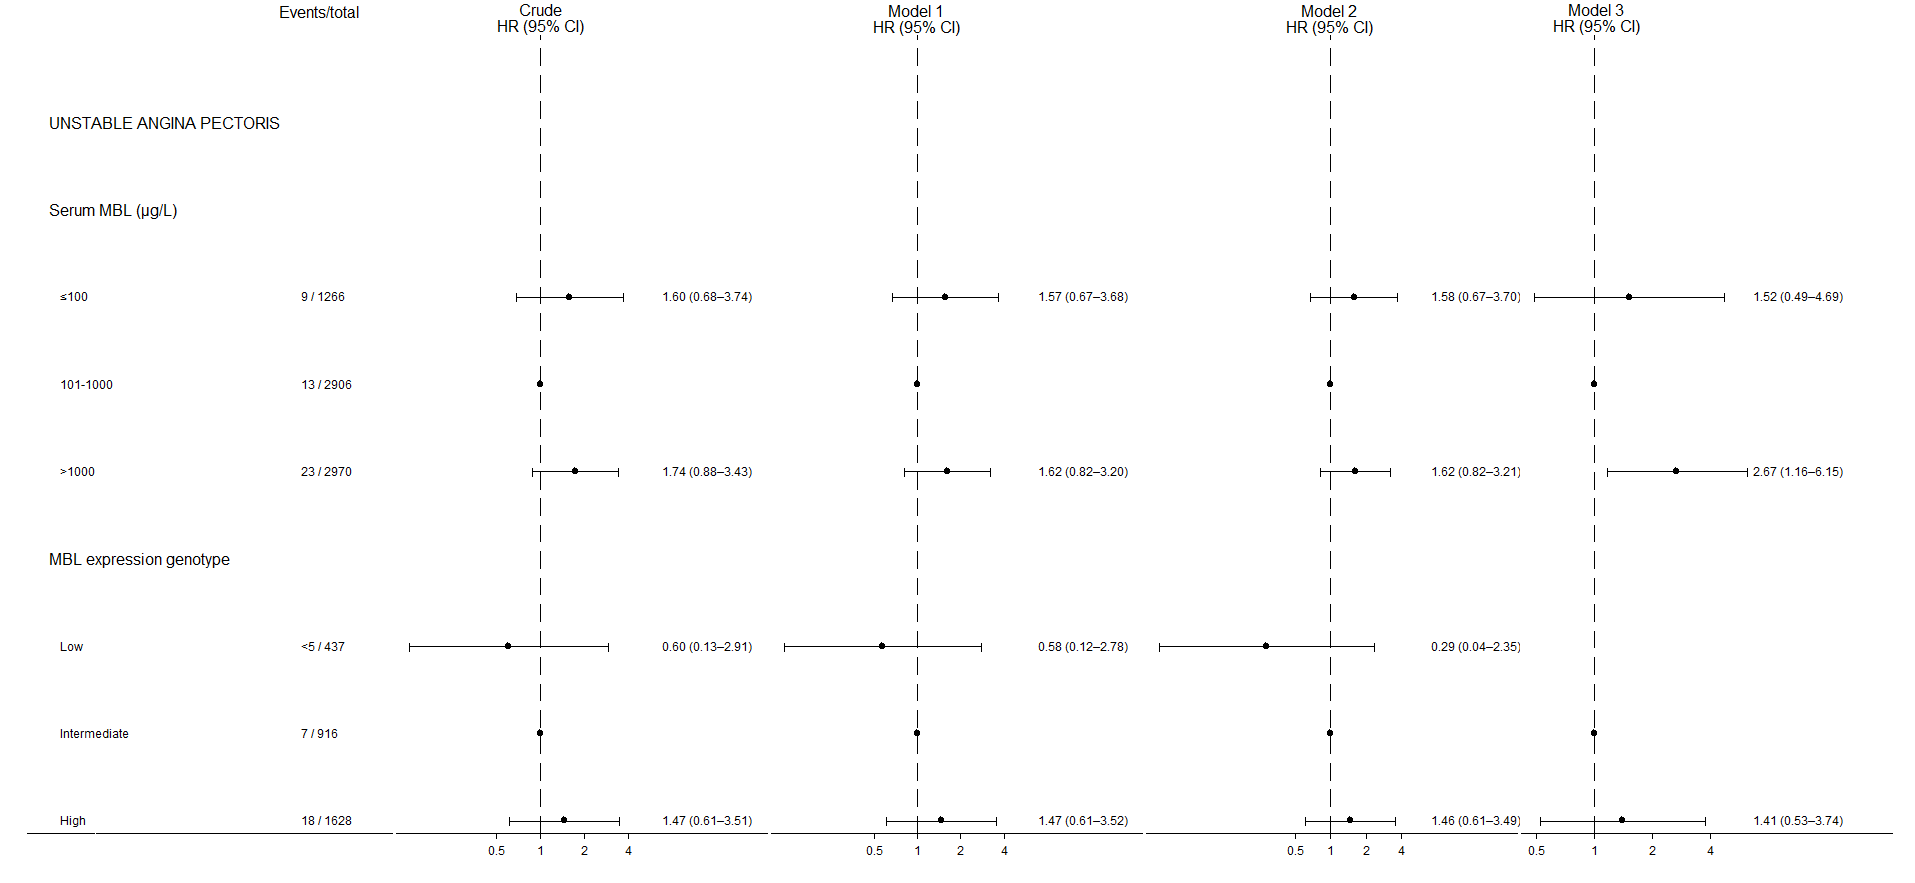 Events/total Crude Model 1 Model 2 Model 3
HR (95% CI) HR (95% CI) HR (95% CI) HR (95% CI)
UNSTABLE ANGINA PECTORIS
Serum MBL (µg/L)
≤100 9 / 1266 1.60 (0.68–3.74) 1.57 (0.67–3.68) 1.58 (0.67–3.70) 1.52 (0.49–4.69)
101-1000 13 / 2906
>1000 23 / 2970 1.74 (0.88–3.43) 1.62 (0.82–3.20) 1.62 (0.82–3.21) 2.67 (1.16–6.15)
MBL expression genotype
Low <5 / 437 0.60 (0.13–2.91) 0.58 (0.12–2.78) 0.29 (0.04–2.35)
Intermediate 7 / 916
High 18 / 1628 1.47 (0.61–3.51) 1.47 (0.61–3.52) 1.46 (0.61–3.49) 1.41 (0.53–3.74)
0.5 1 2 4 0.5 1 2 4 0.5 1 2 4 0.5 1 2 4